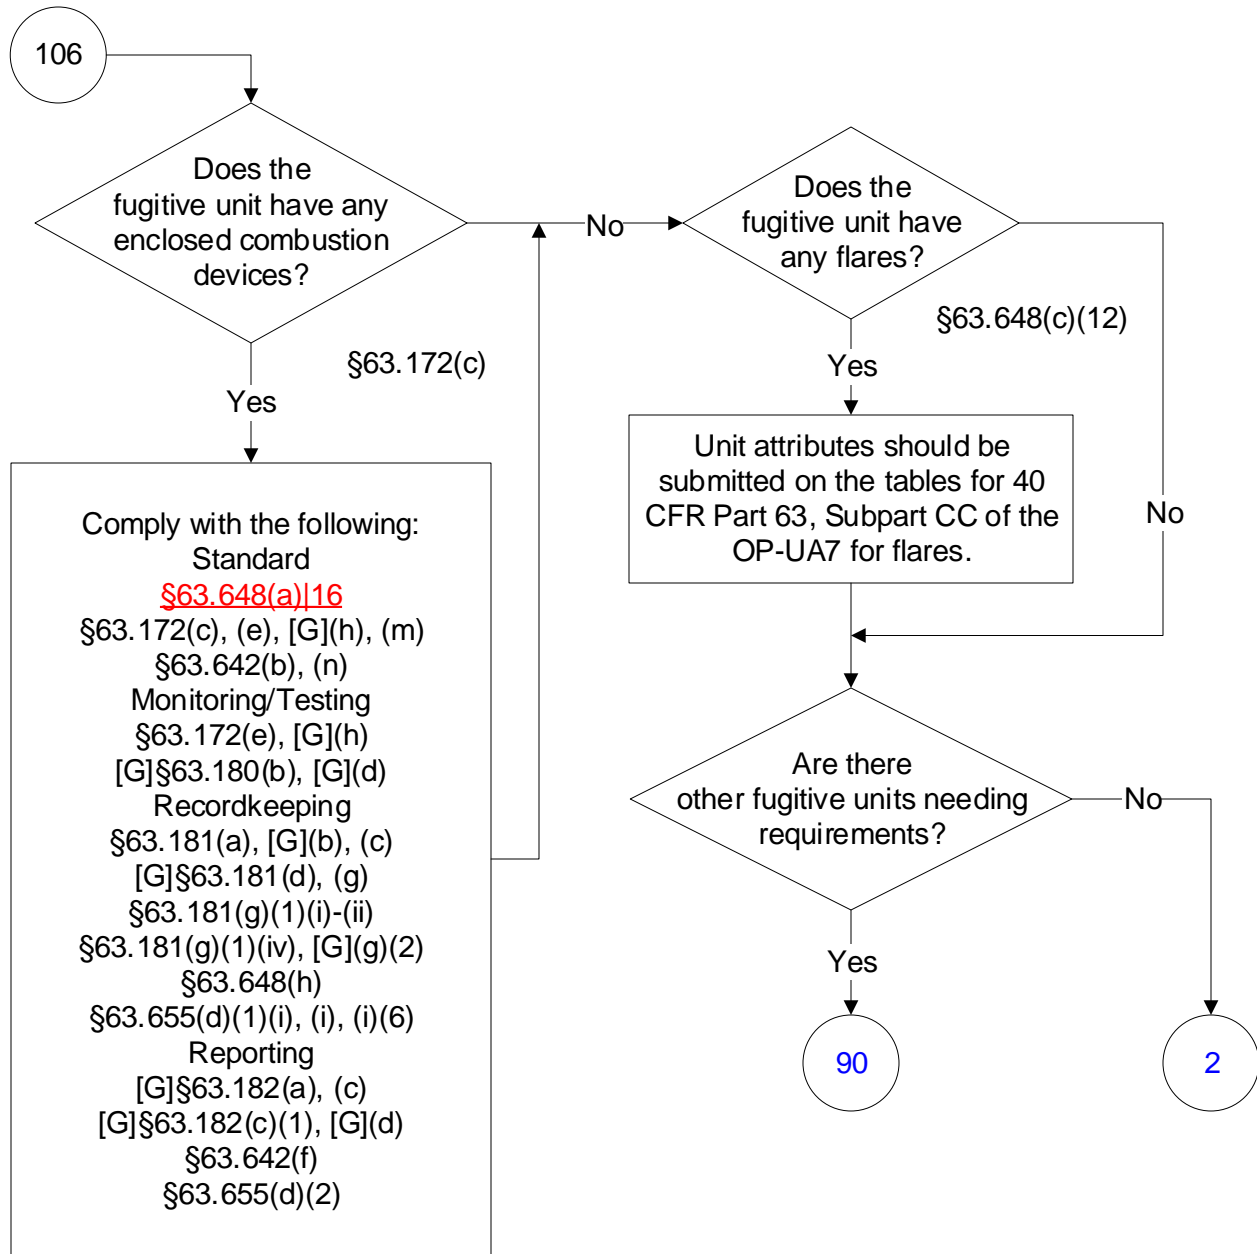 106
Does the
fugitive unit have any
enclosed combustion
devices?
No
§63.172(c)
Yes
Comply with the following:
Standard
§63.648(a)|16
§63.172(c), (e), [G](h), (m)
§63.642(b), (n)
Monitoring/Testing
§63.172(e), [G](h)
[G]§63.180(b), [G](d)
Recordkeeping
§63.181(a), [G](b), (c)
[G]§63.181(d), (g)
§63.181(g)(1)(i)-(ii)
§63.181(g)(1)(iv), [G](g)(2)
§63.648(h)
§63.655(d)(1)(i), (i), (i)(6)
Reporting
[G]§63.182(a), (c)
[G]§63.182(c)(1), [G](d)
§63.642(f)
§63.655(d)(2)
Does the
fugitive unit have
any flares?
§63.648(c)(12)
Yes
No
Unit attributes should be
submitted on the tables for 40
CFR Part 63, Subpart CC of the
OP-UA7 for flares.
Are there
other fugitive units needing
requirements?
No
Yes
90
2